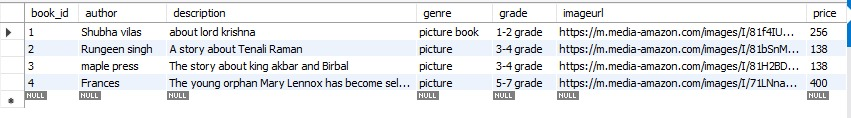 book_id author description genre grade imageurl price
1 Shubha vilas about lord krishna picture book 1-2 grade https://m.media-amazon.com/images/I/81f4IU... 256
2 Rungeen singh A story about Tenali Raman picture 3-4 grade https://m.media-amazon.com/images/I/81bSnM... 138
3 maple press The story about king akbar and Birbal picture 3-4 grade https://m.media-amazon.com/images/I/81H2BD... 138
4 Frances The young orphan Mary Lennox has become sel... picture 5-7 grade https://m.media-amazon.com/images/I/71LNna... 400
NULL NULL NULL NULL NULL NULL NULL